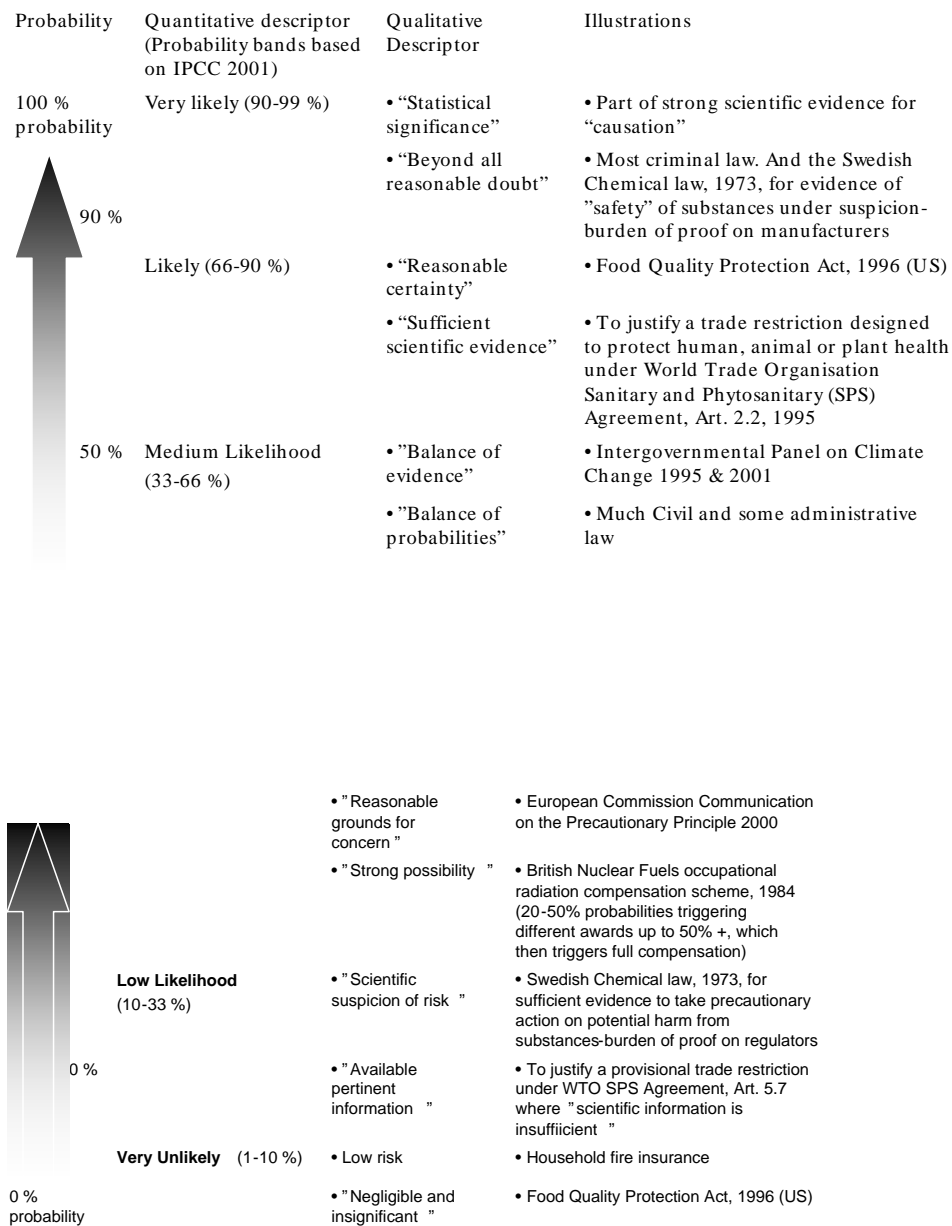 Probability Quantitative descriptor Qualitative Illustrations
(Probability bands based Descriptor
on IPCC 2001)
100 % Very likely (90-99 %) • “Statistical • Part of strong scientific evidence for
probability significance” “causation”
• “Beyond all • Most criminal law. And the Swedish
reasonable doubt” Chemical law, 1973, for evidence of
90 % ”safety” of substances under suspicion-
burden of proof on manufacturers
Likely (66-90 %) • “Reasonable • Food Quality Protection Act, 1996 (US)
certainty”
• “Sufficient • To justify a trade restriction designed
scientific evidence” to protect human, animal or plant health
under World Trade Organisation
Sanitary and Phytosanitary (SPS)
Agreement, Art. 2.2, 1995
50 % Medium Likelihood • ”Balance of • Intergovernmental Panel on Climate
(33-66 %) evidence” Change 1995 & 2001
• ”Balance of • Much Civil and some administrative
probabilities” law
• ” Reasonable • European Commission Communication
grounds for on the Precautionary Principle 2000
concern ”
• ” Strong possibility ” • British Nuclear Fuels occupational
radiation compensation scheme, 1984
(20-50% probabilities triggering
different awards up to 50% +, which
then triggers full compensation)
Low Likelihood • ” Scientific • Swedish Chemical law, 1973, for
(10-33 %) suspicion of risk ” sufficient evidence to take precautionary
action on potential harm from
substances-burden of proof on regulators
0 % • ” Available • To justify a provisional trade restriction
pertinent under WTO SPS Agreement, Art. 5.7
information ” where ” scientific information is
insuffiicient ”
Very Unlikely (1-10 %) • Low risk • Household fire insurance
0 % • ” Negligible and • Food Quality Protection Act, 1996 (US)
probability insignificant ”